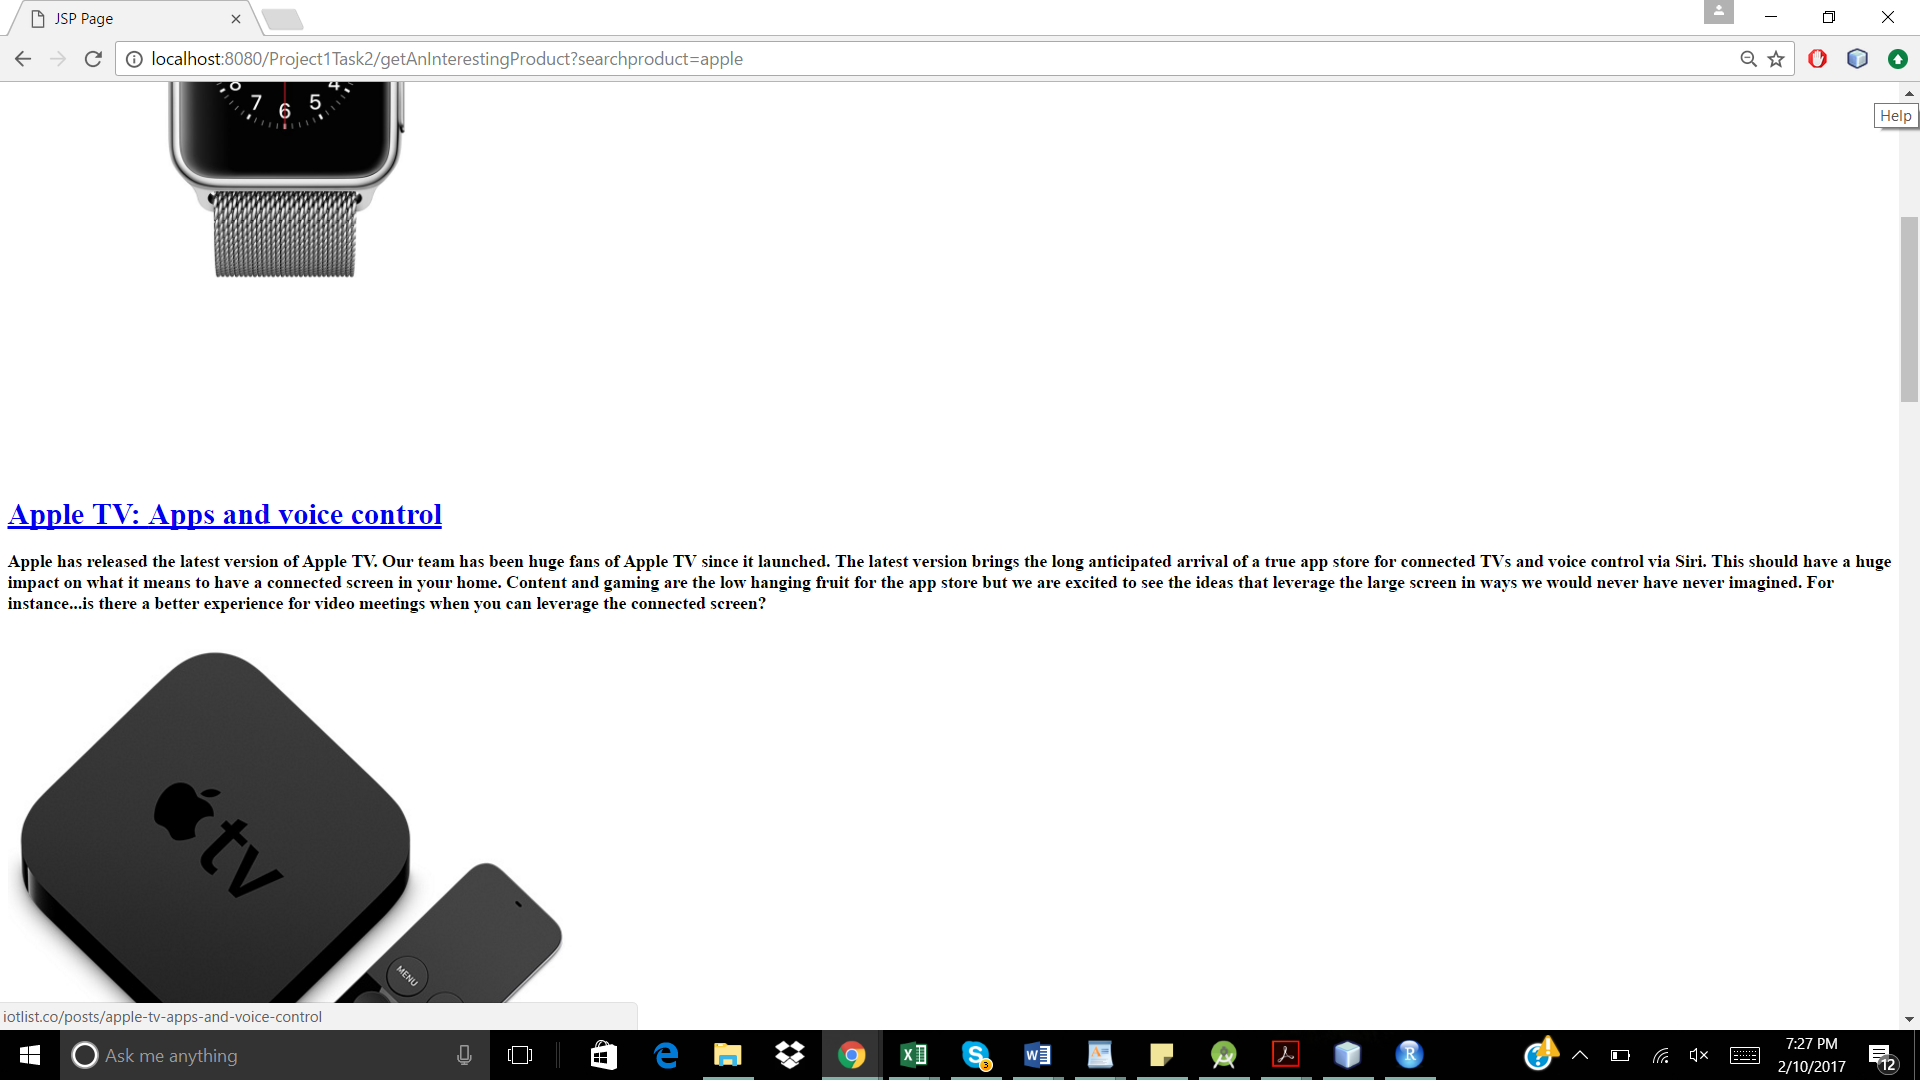 JSP Page
localhost:8080/Project1Task2/getAnInterestingProduct?searchproduct=apple
Help
8 7 6 5 4
Apple TV: Apps and voice control
Apple has released the latest version of Apple TV. Our team has been huge fans of Apple TV since it launched. The latest version brings the long anticipated arrival of a true app store for connected TVs and voice control via Siri. This should have a huge
impact on what it means to have a connected screen in your home. Content and gaming are the low hanging fruit for the app store but we are excited to see the ideas that leverage the large screen in ways we would never have never imagined. For
instance...is there a better experience for video meetings when you can leverage the connected screen?
tv
MENU
iotlist.co/posts/apple-tv-apps-and-voice-control
Ask me anything
3
7:27 PM
2/10/2017
12